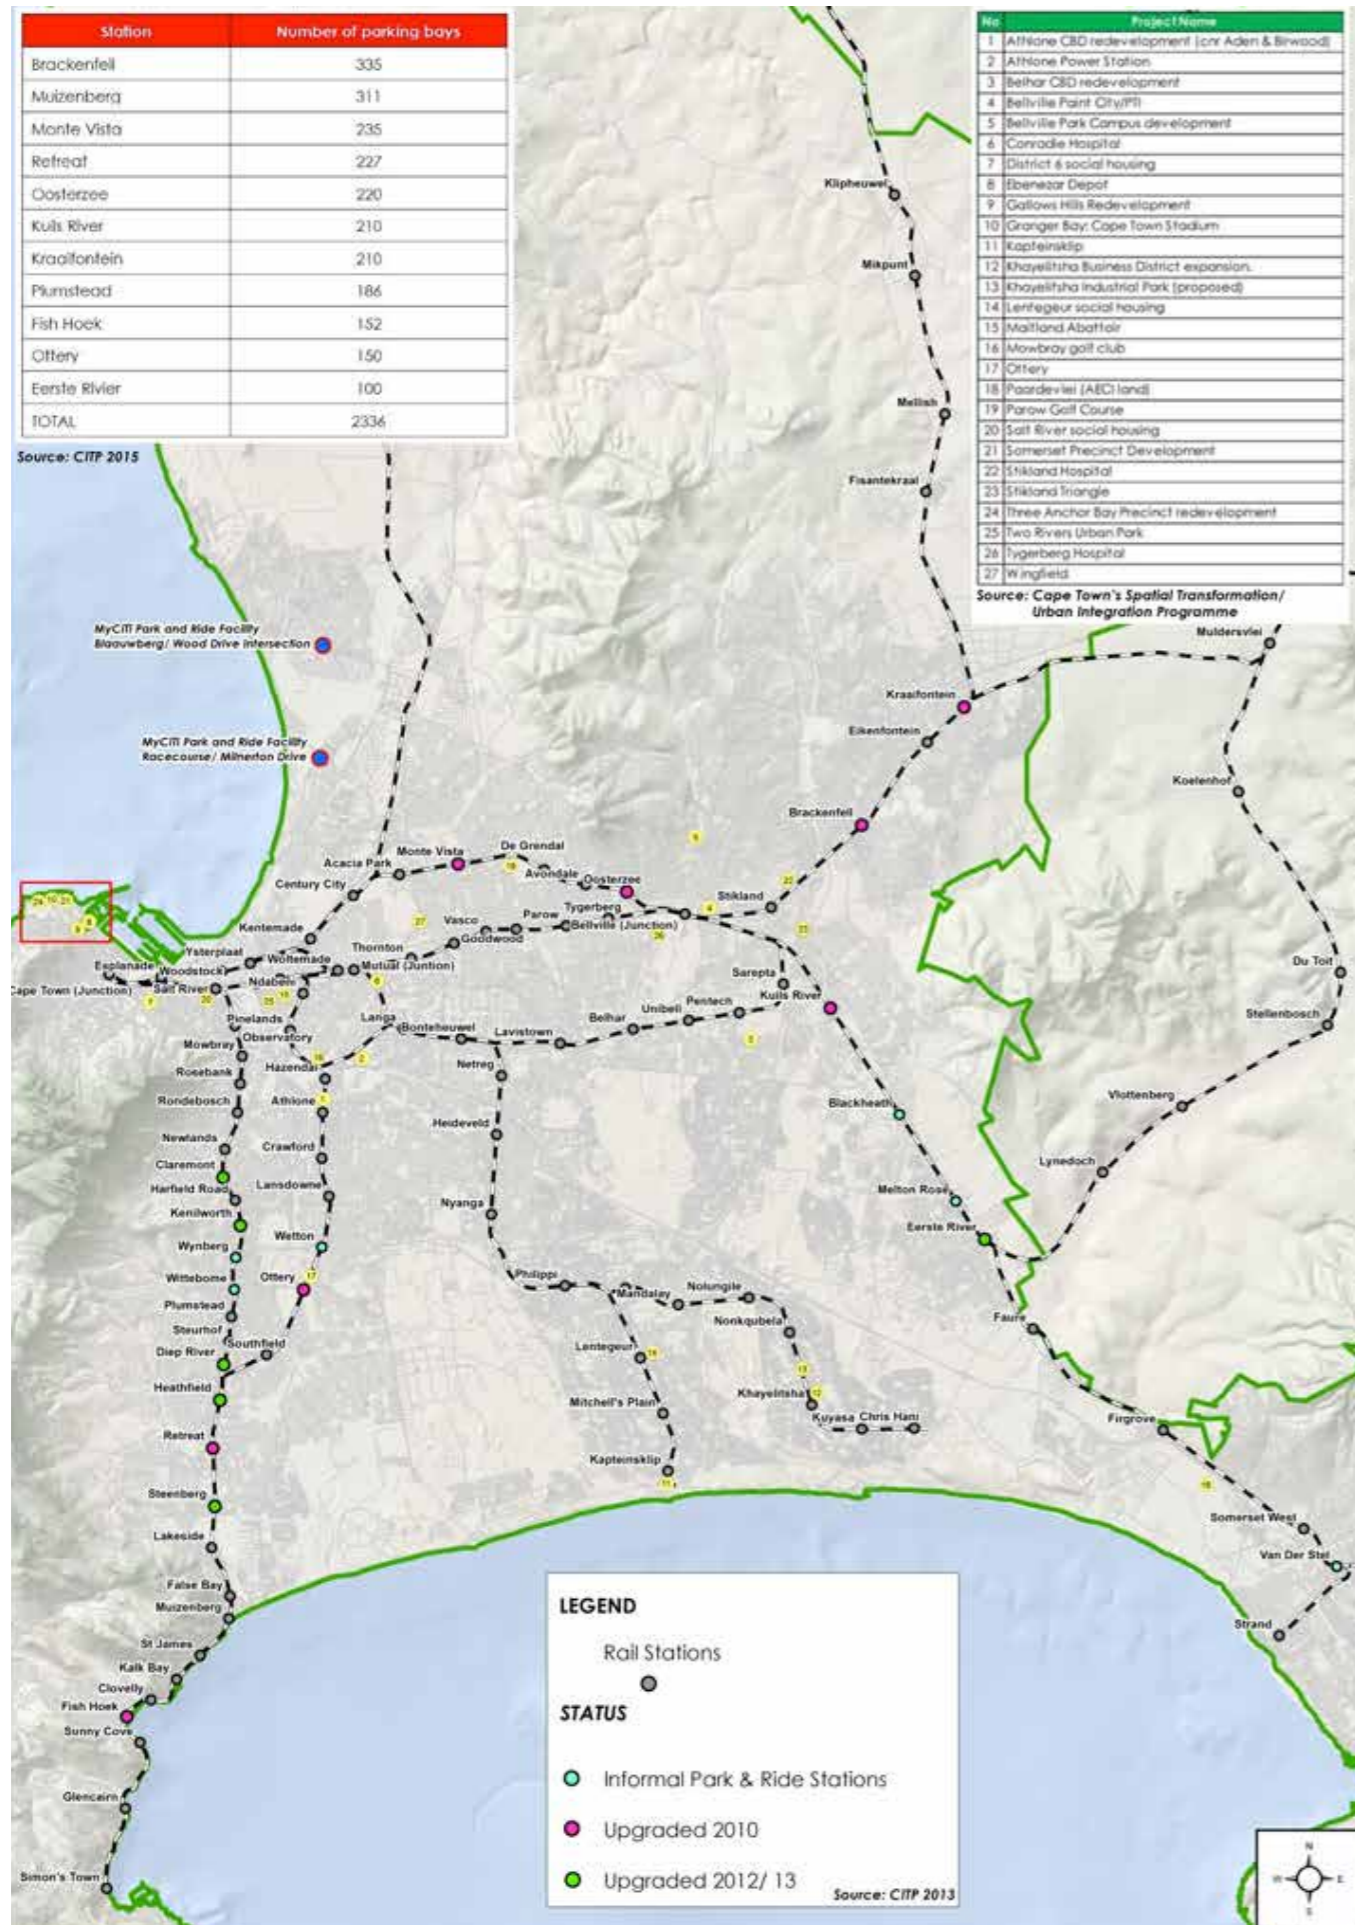 Station Number of parking bays
Brackenfell 335
Muizenberg 311
Monte Vista 235
Retreat 227
Oosterzee 220
Kuils River 210
Kraaifontein 210
Plumstead 186
Fish Hoek 152
Ottery 150
Eerste Rivier 100
TOTAL 2336
Source: CITP 2015
No Project Name
1 Athlone CBD redevelopment (cnr Aden & Birwood)
2 Athlone Power Station
3 Belhar CBD redevelopment
4 Bellville Paint City/PTI
5 Bellville Park Campus development
6 Conradie Hospital
7 District 6 social housing
8 Ebenezar Depot
9 Gallows Hills Redevelopment
10 Granger Bay: Cape Town Stadium
11 Kapteinsklip
12 Khayelitsha Business District expansion.
13 Khayelitsha Industrial Park (proposed)
14 Lentegeur social housing
15 Maitland Abattoir
16 Mowbray golf club
17 Ottery
18 Paardevlei (AECI land)
19 Parow Golf Course
20 Salt River social housing
21 Somerset Precinct Development
22 Stikland Hospital
23 Stikland Triangle
24 Three Anchor Bay Precinct redevelopment
25 Two Rivers Urban Park
26 Tygerberg Hospital
27 Wingfield
Source: Cape Town's Spatial Transformation/
Urban Integration Programme
Klipheuwel
Mikpunt
Mellish
Fisantekraal
Muldersvlei
MyCiTi Park and Ride Facility
Blaauwberg/ Wood Drive Intersection
MyCiTi Park and Ride Facility
Racecourse/ Milnerton Drive
Kraaifontein
Eikenfontein
Koelenhof
Brackenfell
De Grendal
Monte Vista
Acacia Park
Avondale
Oosterzee
Century City
Stikland
Tygerberg
Parow
Vasco
Bellville (Junction)
Goodwood
Kentemade
Thornton
Ysterplaat
Woltemade
Mutual (Juntion)
Esplanade
Woodstock
Ndabeni
Sarepta
Du Toit
Cape Town (Junction)
Salt River
Kuils River
Pentech
Unibell
Belhar
Stellenbosch
Pinelands
Langa
Bonteheuwel
Lavistown
Observatory
Mowbray
Hazendal
Netreg
Rosebank
Rondebosch
Athlone
Blackheath
Vlottenberg
Heideveld
Newlands
Crawford
Claremont
Lynedoch
Harfield Road
Lansdowne
Melton Rose
Nyanga
Kenilworth
Eerste River
Wynberg
Wetton
Wittebome
Ottery
17
Philippi
Mandalay
Nolungile
Plumstead
Steurhof
Southfield
Nonkqubela
Faure
Diep River
Lentegeur
14
Heathfield
13
Khayelitsha
12
Mitchell's Plain
Kuyasa
Chris Hani
Firgrove
Retreat
Kapteinsklip
11
18
Steenberg
Somerset West
Lakeside
Van Der Stel
False Bay
Muizenberg
Strand
St James
Kalk Bay
Clovelly
Fish Hoek
Sunny Cove
Glencairn
Simon's Town
LEGEND
Rail Stations
STATUS
Informal Park & Ride Stations
Upgraded 2010
Upgraded 2012/ 13
Source: CITP 2013
N
W
E
S